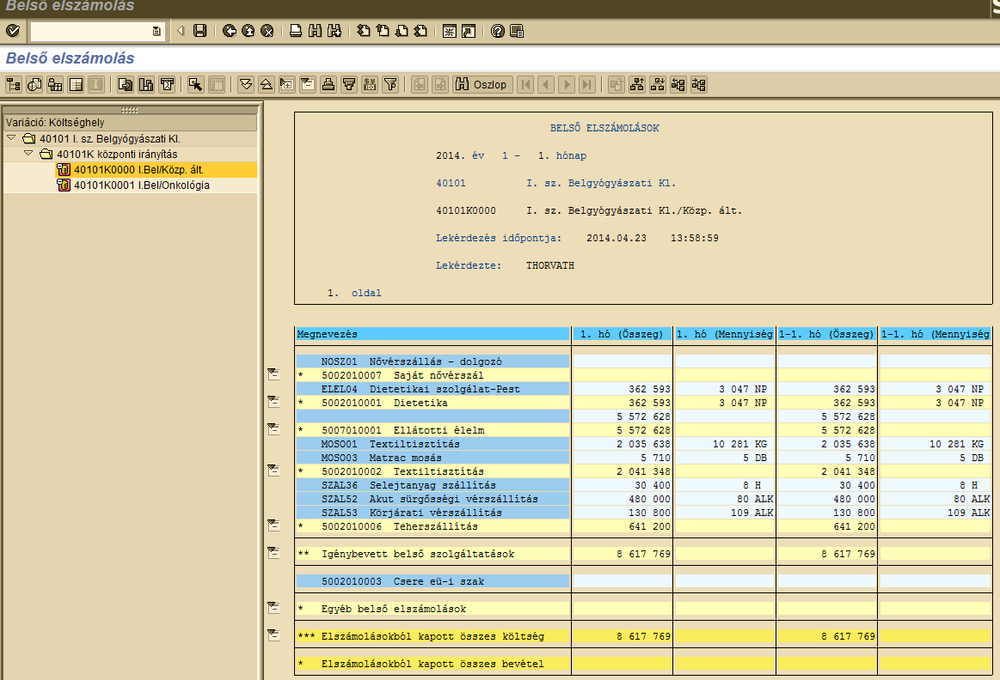 Belső elszámolás
S
Belső elszámolás
Oszlop
Variáció: Költséghely
40101 I. sz. Belgyógyászati Kl.
40101K központi irányítás
40101K0000 I.Bel/Közp. ált.
40101K0001 I.Bel/Onkológia
BELSŐ ELSZÁMOLÁSOK
2014. év 1 - 1. hónap
40101 I. sz. Belgyógyászati Kl.
40101K0000 I. sz. Belgyógyászati Kl./Közp. ált.
Lekérdezés időpontja: 2014.04.23 13:58:59
Lekérdezte: THORVATH
1. oldal
Megnevezés 1. hó (Összeg) 1. hó (Mennyiség 1-1. hó (Összeg) 1-1. hó (Mennyiség
NOSZ01 Nővérszállás - dolgozó
* 5002010007 Saját nővérszál
ELEL04 Dietetikai szolgálat-Pest 362 593 3 047 NP 362 593 3 047 NP
* 5002010001 Dietetika 362 593 3 047 NP 362 593 3 047 NP
5 572 628 5 572 628
* 5007010001 Ellátotti élelm 5 572 628 5 572 628
MOSO01 Textiltisztítás 2 035 638 10 281 KG 2 035 638 10 281 KG
MOSO03 Matrac mosás 5 710 5 DB 5 710 5 DB
* 5002010002 Textiltisztítás 2 041 348 2 041 348
SZAL36 Selejtanyag szállítás 30 400 8 H 30 400 8 H
SZAL52 Akut sürgősségi vérszállítás 480 000 80 ALK 480 000 80 ALK
SZAL53 Körjárati vérszállítás 130 800 109 ALK 130 800 109 ALK
* 5002010006 Teherszállítás 641 200 641 200
** Igénybevett belső szolgáltatások 8 617 769 8 617 769
5002010003 Csere eü-i szak
* Egyéb belső elszámolások
*** Elszámolásokból kapott összes költség 8 617 769 8 617 769
* Elszámolásokból kapott összes bevétel